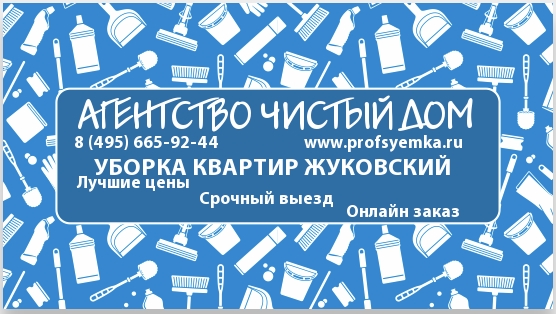 АГЕНТСТВО ЧИСТЫЙ ДОМ
8 (495) 665-92-44 www.profsyemka.ru
УБОРКА КВАРТИР ЖУКОВСКИЙ
Лучшие цены
Срочный выезд
Онлайн заказ